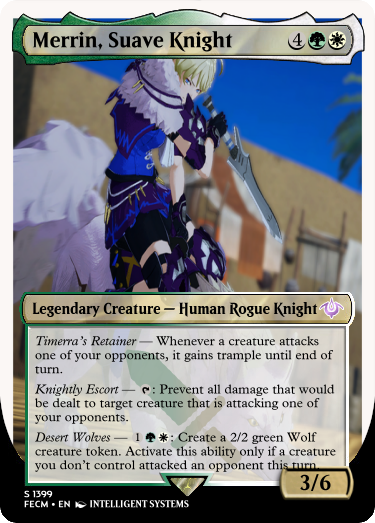 Merrin, Suave Knight 4
Legendary Creature — Human Rogue Knight
Timerra's Retainer — Whenever a creature attacks
one of your opponents, it gains trample until end of
turn.
Knightly Escort — : Prevent all damage that would
be dealt to target creature that is attacking one of
your opponents.
Desert Wolves — 1 : Create a 2/2 green Wolf
creature token. Activate this ability only if a creature
you don't control attacked an opponent this turn.
3/6
S 1399
FECM • EN INTELLIGENT SYSTEMS